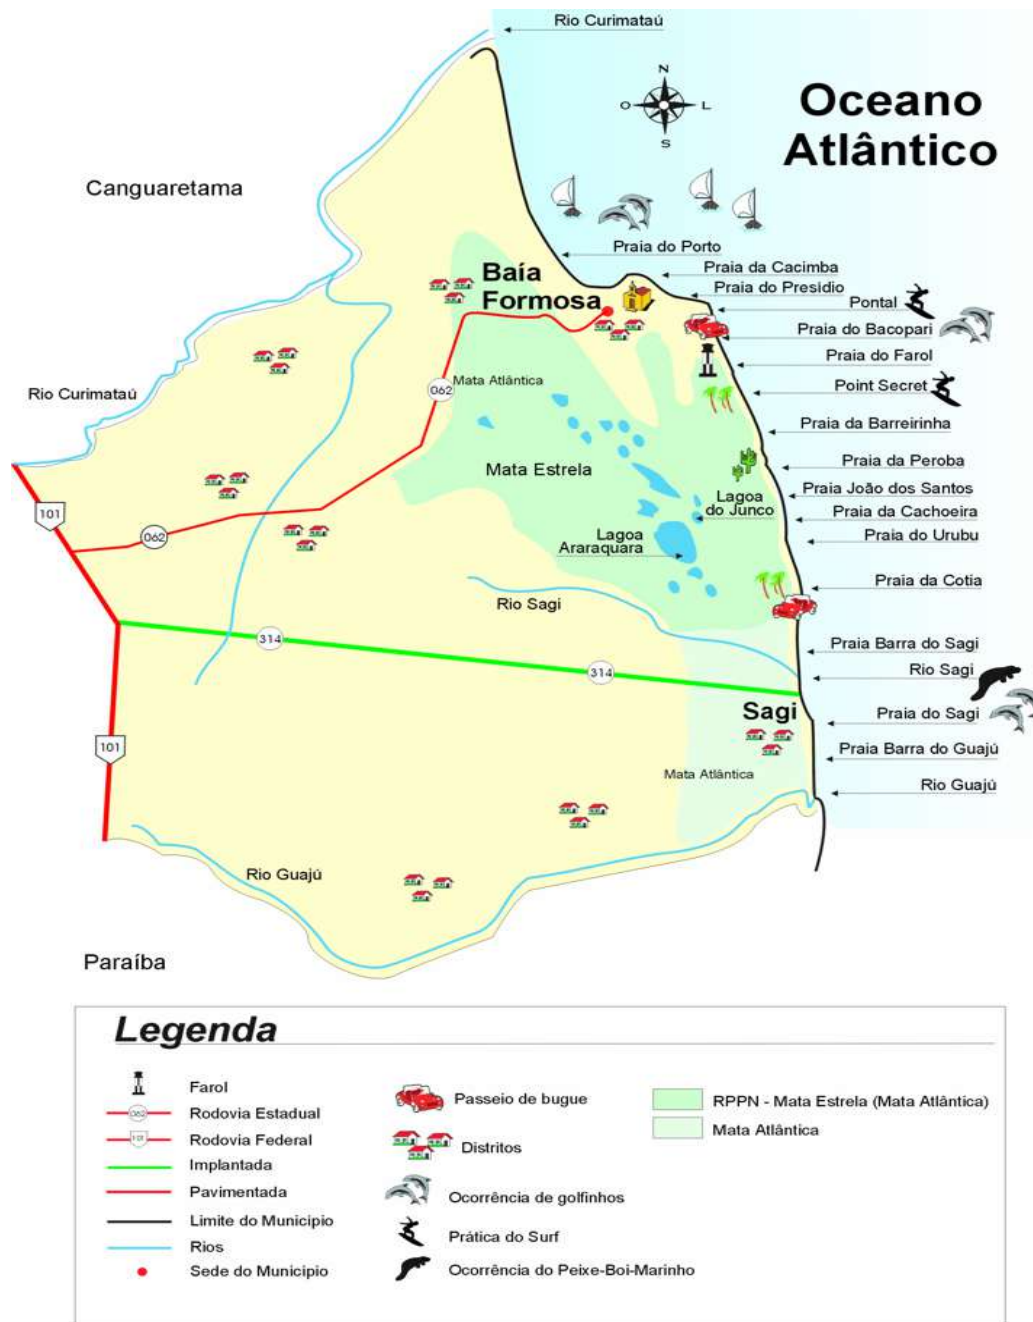 Rio Curimataú
N
O
L
S
Oceano
Atlântico
Canguaretama
Praia do Porto
Praia da Cacimba
Praia do Presidio
Pontal
Praia do Bacopari
Praia do Farol
Point Secret
Praia da Barreirinha
Praia da Peroba
Praia João dos Santos
Praia da Cachoeira
Praia do Urubu
Praia da Cotia
Praia Barra do Sagi
Rio Sagi
Praia do Sagi
Praia Barra do Guajú
Rio Guajú
Baía
Formosa
Mata Atlântica
062
Rio Curimataú
Mata Estrela
Lagoa
do Junco
Lagoa
Araraquara
101
062
Rio Sagi
314
314
Sagi
101
Mata Atlântica
Rio Guajú
Paraíba
Legenda
Farol
062
Rodovia Estadual
101
Rodovia Federal
Implantada
Pavimentada
Limite do Municipio
Rios
Sede do Municipio
Passeio de bugue
Distritos
Ocorrência de golfinhos
Prática do Surf
Ocorrência do Peixe-Boi-Marinho
RPPN - Mata Estrela (Mata Atlântica)
Mata Atlântica